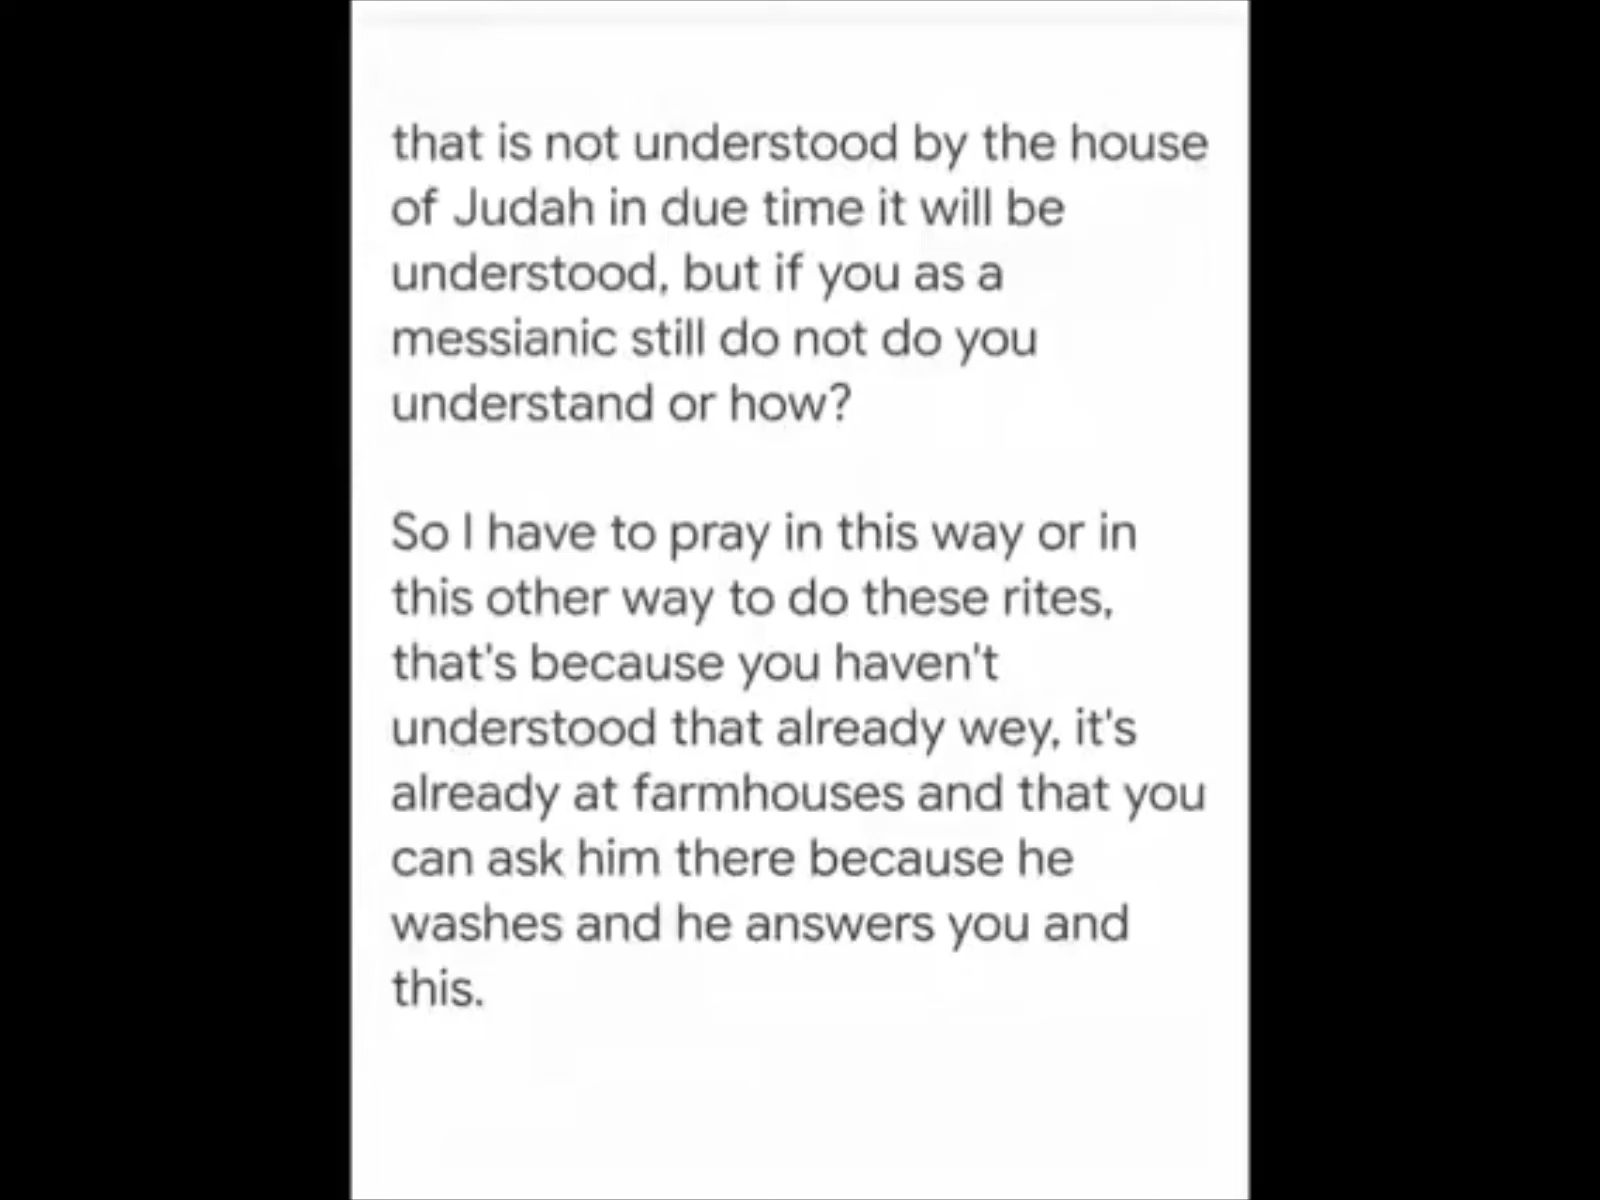 that is not understood by the house
of Judah in due time it will be
understood, but if you as a
messianic still do not do you
understand or how?
So I have to pray in this way or in
this other way to do these rites,
that's because you haven't
understood that already wey, it's
already at farmhouses and that you
can ask him there because he
washes and he answers you and
this.